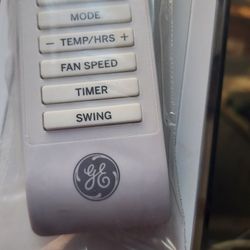 MODE
− TEMP/HRS +
FAN SPEED
TIMER
SWING
GE